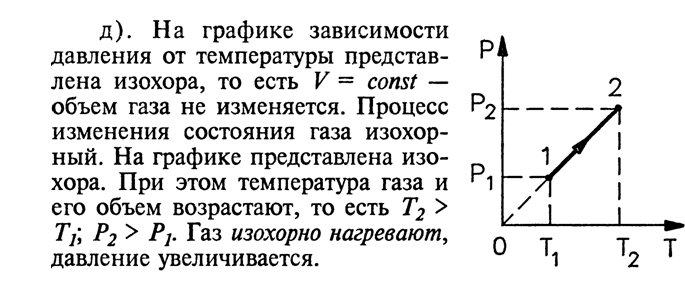 д). На графике зависимости
давления от температуры представ-
лена изохора, то есть V = const —
объем газа не изменяется. Процесс
изменения состояния газа изохор-
ный. На графике представлена изо-
хора. При этом температура газа и
его объем возрастают, то есть T₂ >
T₁; P₂ > P₁. Газ изохорно нагревают,
давление увеличивается.
P
2
P₂
1
P₁
0 T₁ T₂ T